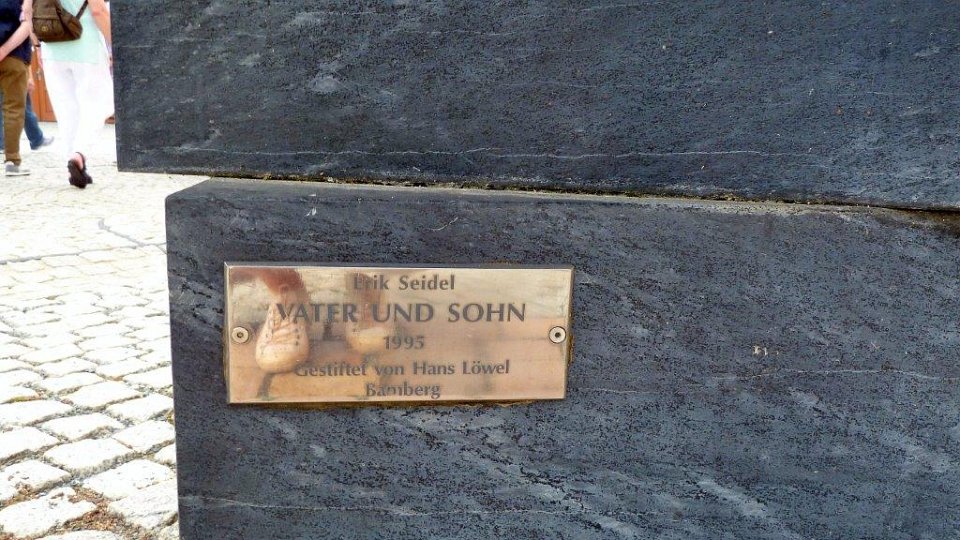 Erik Seidel
VATER UND SOHN
1995
Gestiftet von Hans Löwel
Bamberg